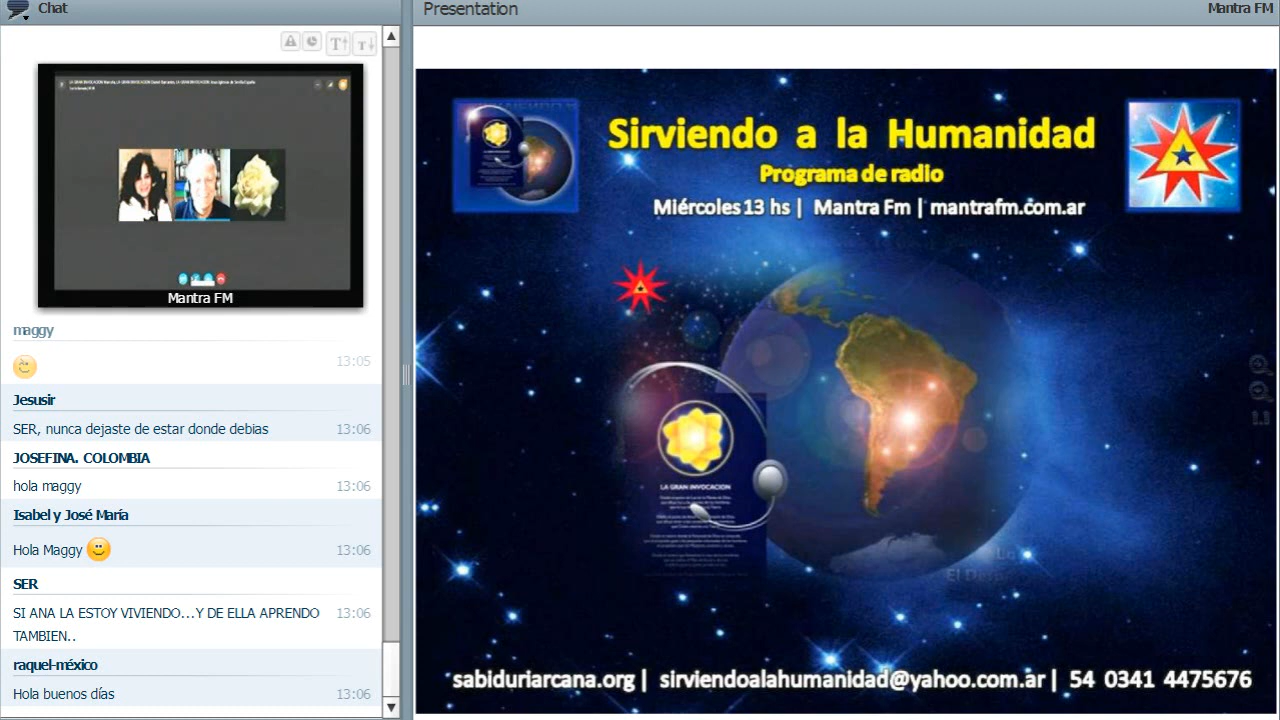 Chat
Mantra FM
maggy
13:05
Jesusir
SER, nunca dejaste de estar donde debias 13:06
JOSEFINA. COLOMBIA
hola maggy 13:06
bel y José María
Hola Maggy 13:06
SER
SI ANA LA ESTOY VIVIENDO...Y DE ELLA APRENDO 13:06
TAMBIEN..
raquel-méxico
Hola buenos días 13:06
Presentation
Mantra FM
Sirviendo a la Humanidad
Programa de radio
Miércoles 13 hs | Mantra Fm | mantrafm.com.ar
LA GRAN INVOCACION
sabiduriarcana.org | sirviendoalahumanidad@yahoo.com.ar | 54 0341 4475676